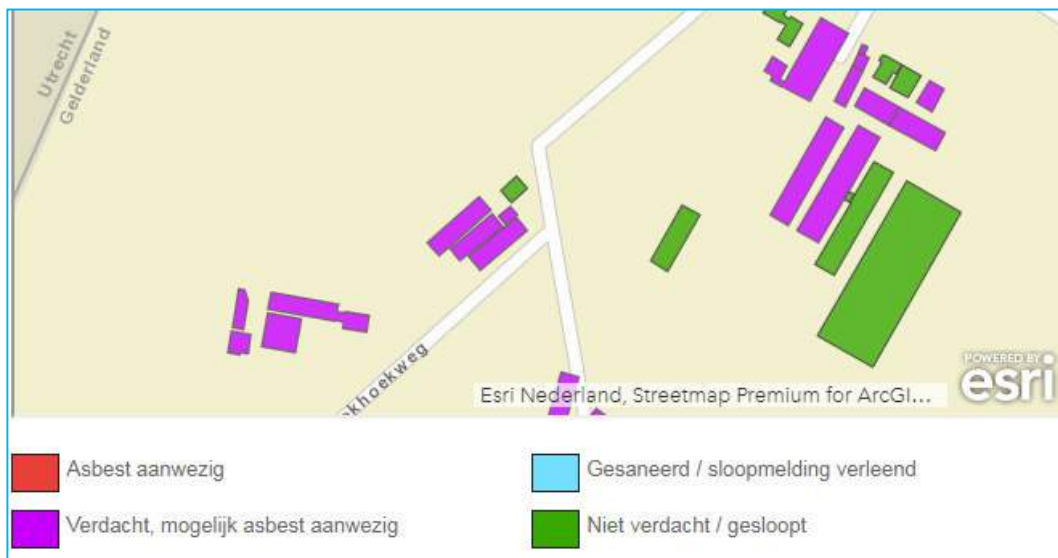 Utrecht
Gelderland
khoekweg
Esri Nederland, Streetmap Premium for ArcGI...
POWERED BY
esri
Asbest aanwezig
Gesaneerd / sloopmelding verleend
Verdacht, mogelijk asbest aanwezig
Niet verdacht / gesloopt